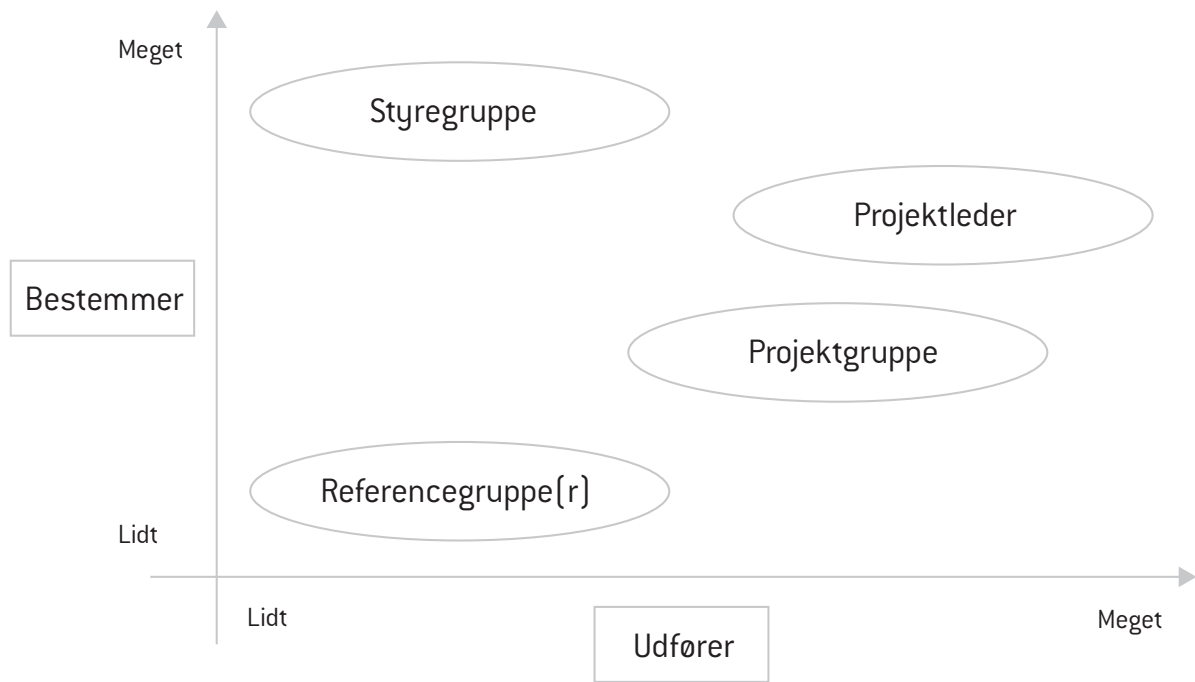 Meget
Styregruppe
Projektleder
Bestemmer
Projektgruppe
Referencegruppe(r)
Lidt
Lidt
Meget
Udfører